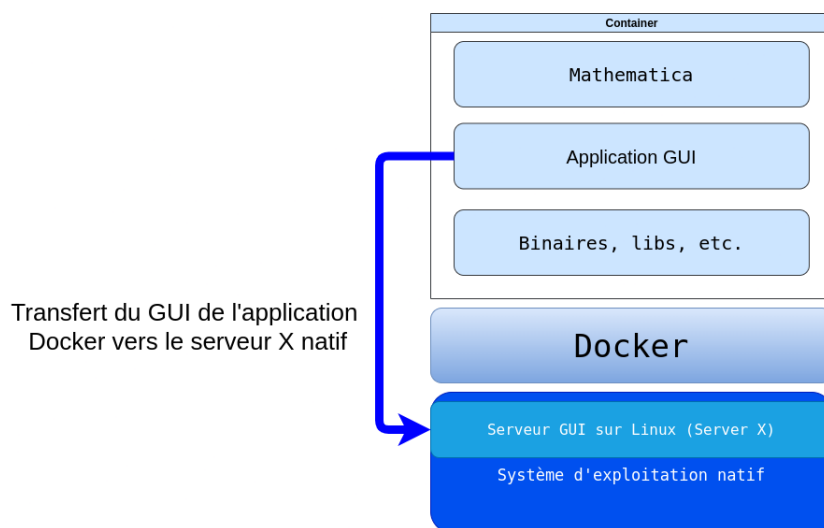 Container
Mathematica
Application GUI
Binaires, libs, etc.
Transfert du GUI de l'application
Docker vers le serveur X natif
Docker
Serveur GUI sur Linux (Server X)
Système d'exploitation natif